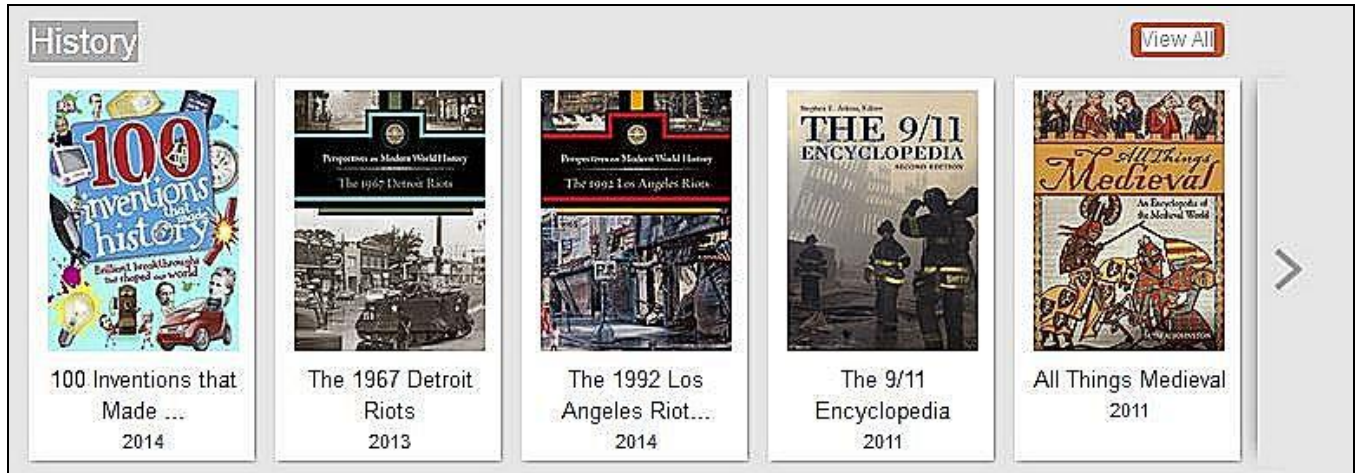 History
View All
100
inventions
that
made
history
Brilliant breakthroughs
that shaped our world
Perspectives on Modern World History
The 1967 Detroit Riots
Perspectives on Modern World History
The 1992 Los Angeles Riots
Stephen E. Atkins, Editor
THE 9/11
ENCYCLOPEDIA
SECOND EDITION
All Things
Medieval
An Encyclopedia of
the Medieval World
100 Inventions that
Made ...
2014
The 1967 Detroit
Riots
2013
The 1992 Los
Angeles Riot...
2014
The 9/11
Encyclopedia
2011
All Things Medieval
2011